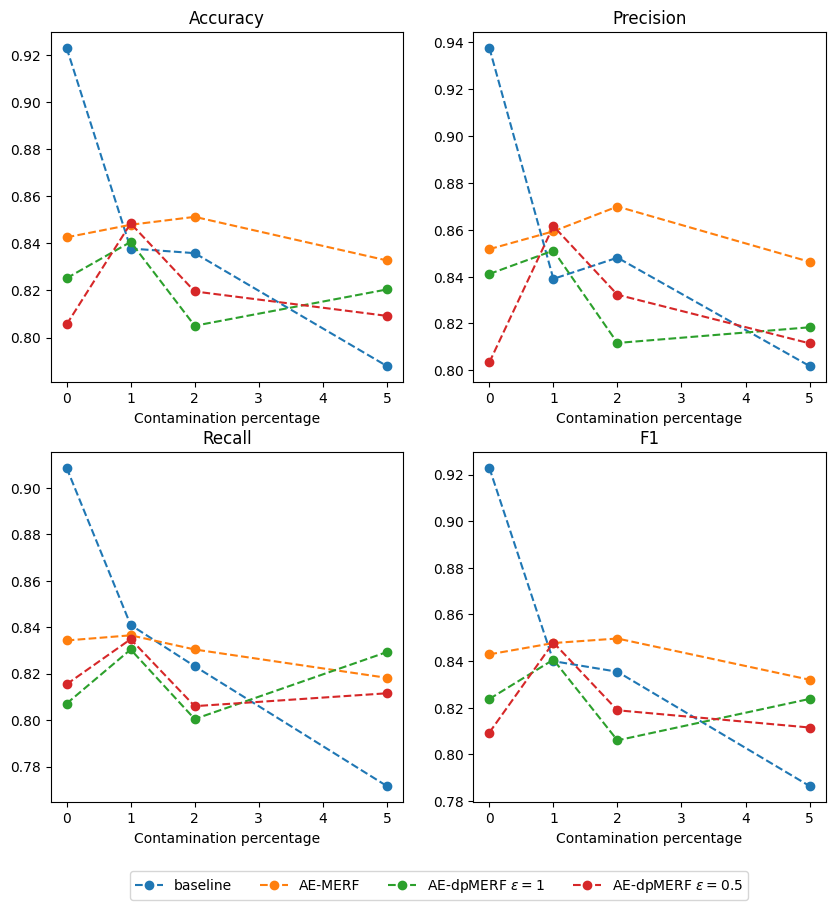 Accuracy
0.92
0.90
0.88
0.86
0.84
0.82
0.80
0 1 2 3 4 5
Contamination percentage
Precision
0.94
0.92
0.90
0.88
0.86
0.84
0.82
0.80
0 1 2 3 4 5
Contamination percentage
Recall
0.90
0.88
0.86
0.84
0.82
0.80
0.78
0 1 2 3 4 5
Contamination percentage
F1
0.92
0.90
0.88
0.86
0.84
0.82
0.80
0.78
0 1 2 3 4 5
Contamination percentage
baseline AE-MERF AE-dpMERF ε = 1 AE-dpMERF ε = 0.5